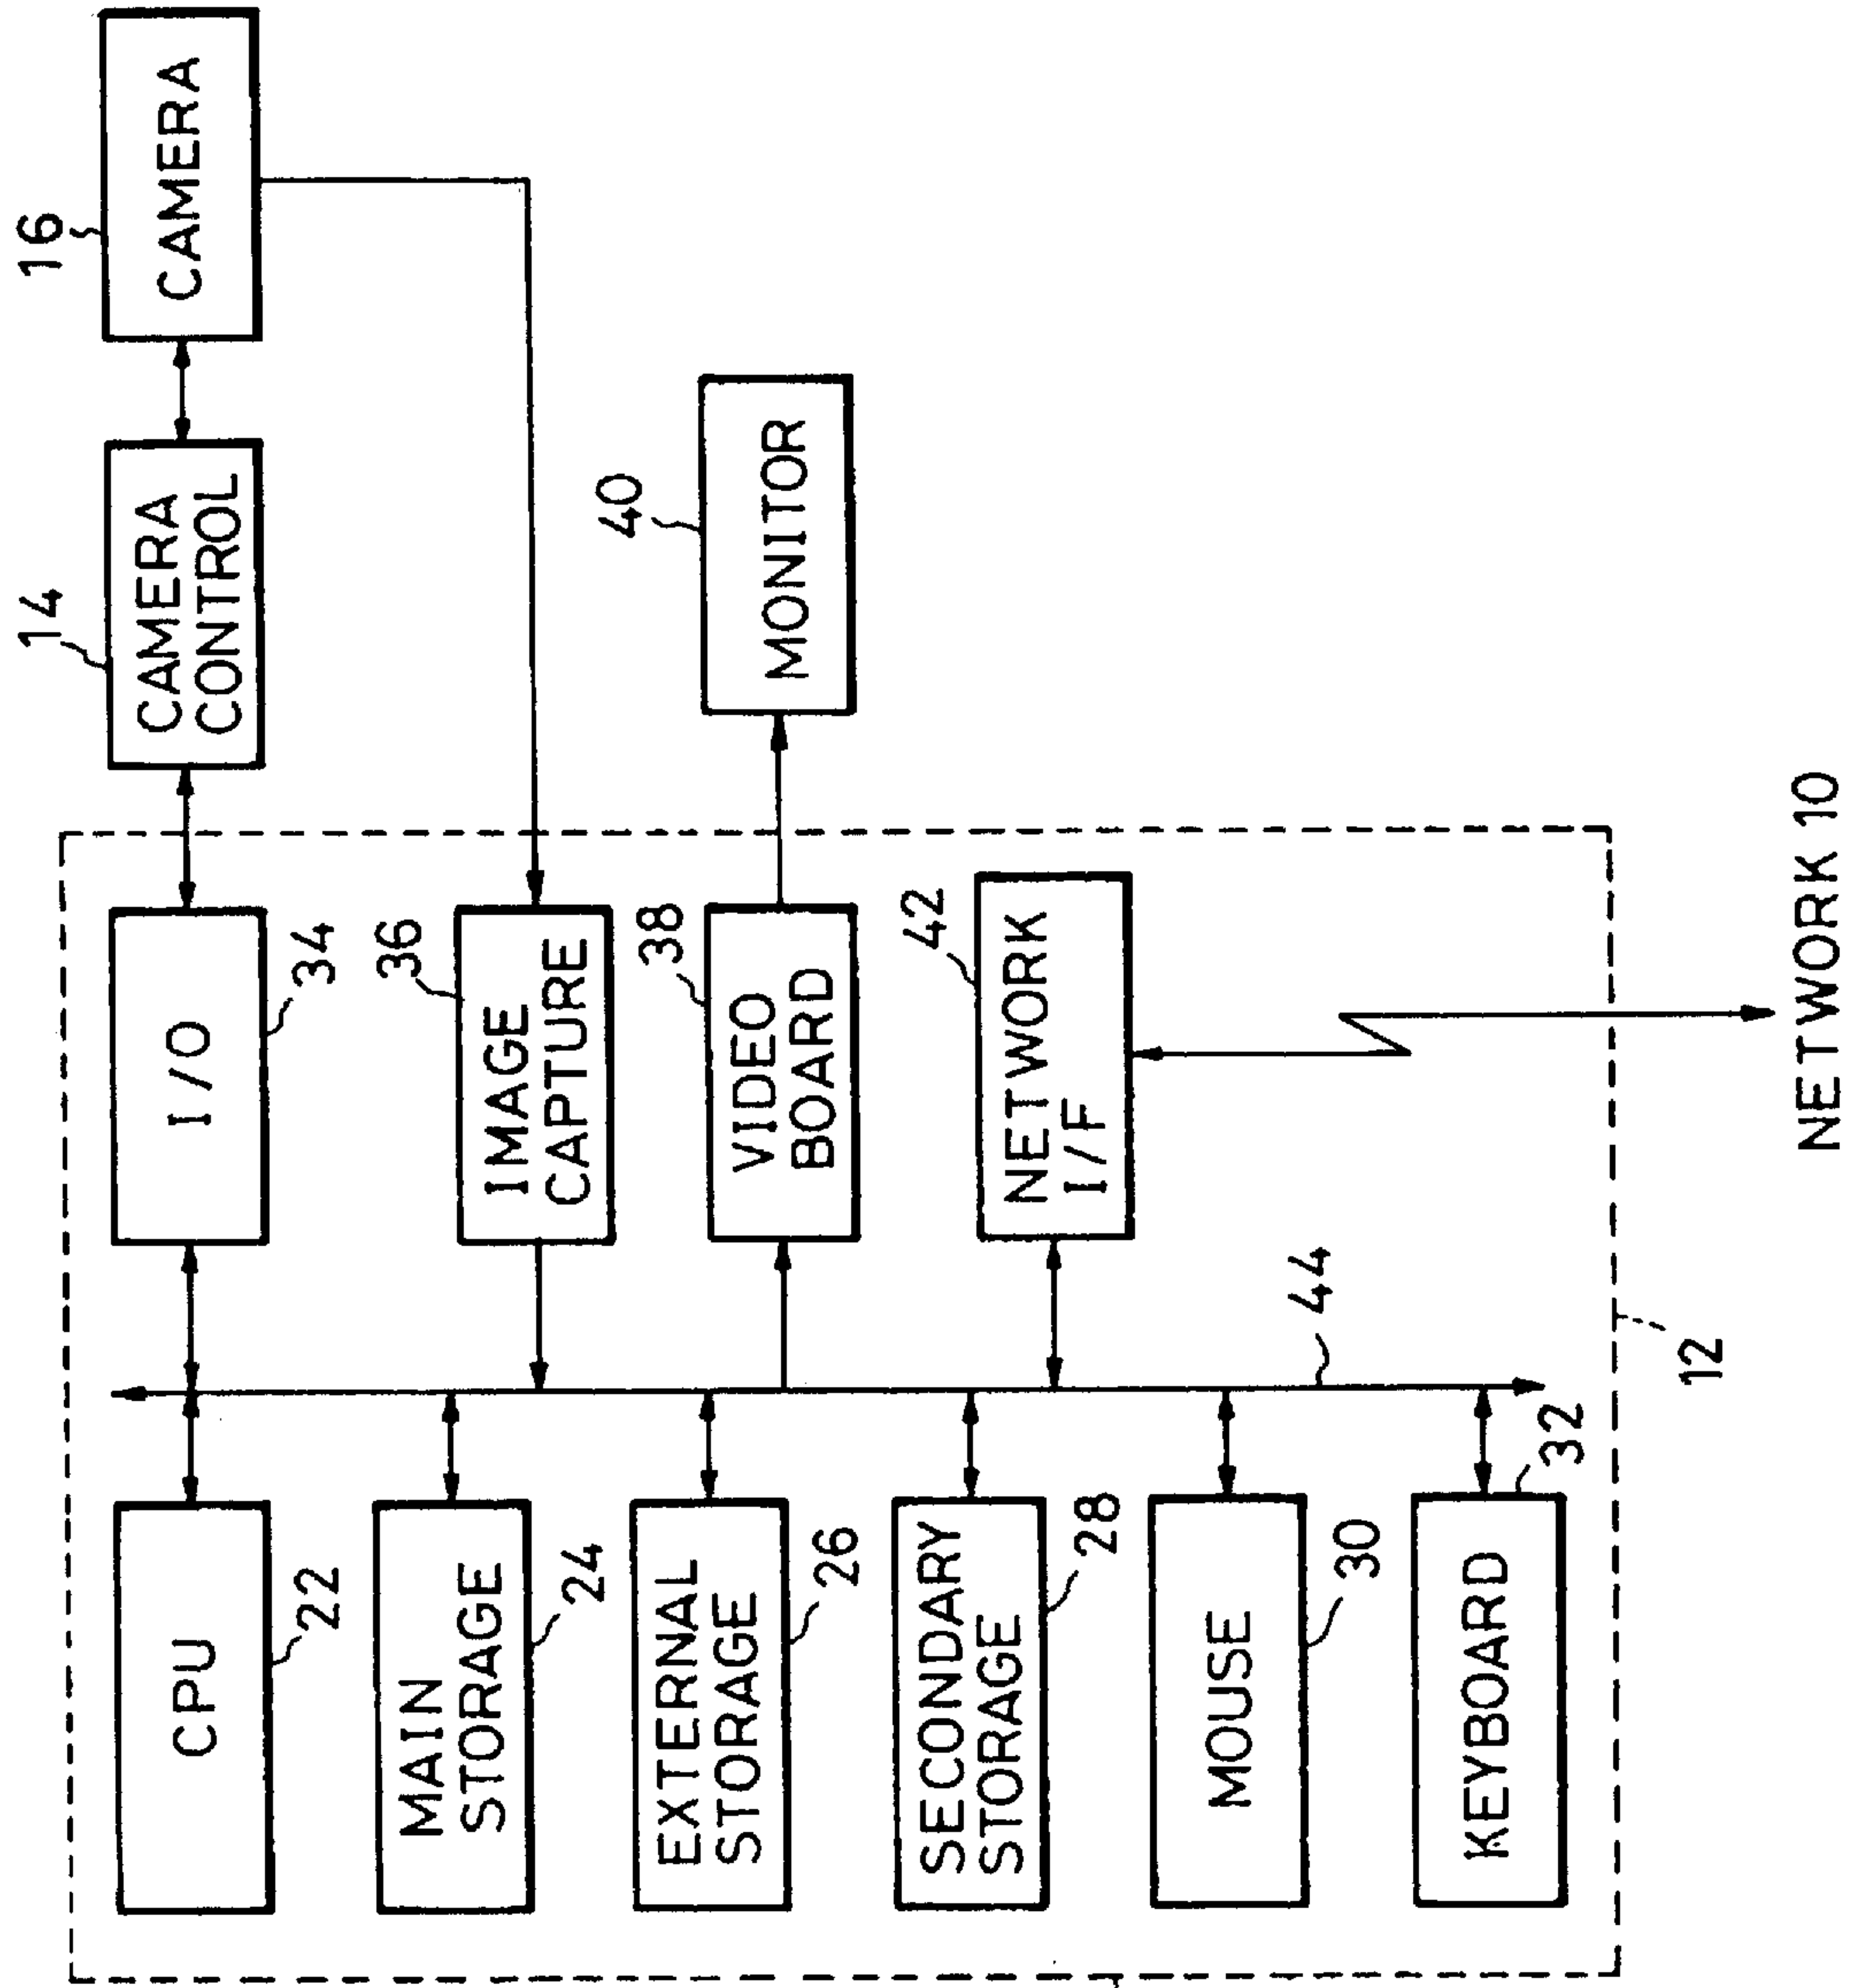 CPU
22
MAIN
STORAGE
24
EXTERNAL
STORAGE
26
SECONDARY
STORAGE
28
MOUSE
30
KEYBOARD
32
I/O
34
36
IMAGE
CAPTURE
38
VIDEO
BOARD
42
NETWORK
I/F
44
12
14
CAMERA
CONTROL
16
CAMERA
40
MONITOR
NETWORK 10